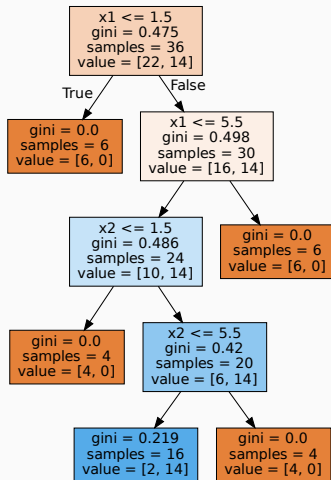 x1 <= 1.5
gini = 0.475
samples = 36
value = [22, 14]
True
False
gini = 0.0
samples = 6
value = [6, 0]
x1 <= 5.5
gini = 0.498
samples = 30
value = [16, 14]
x2 <= 1.5
gini = 0.486
samples = 24
value = [10, 14]
gini = 0.0
samples = 6
value = [6, 0]
gini = 0.0
samples = 4
value = [4, 0]
x2 <= 5.5
gini = 0.42
samples = 20
value = [6, 14]
gini = 0.219
samples = 16
value = [2, 14]
gini = 0.0
samples = 4
value = [4, 0]